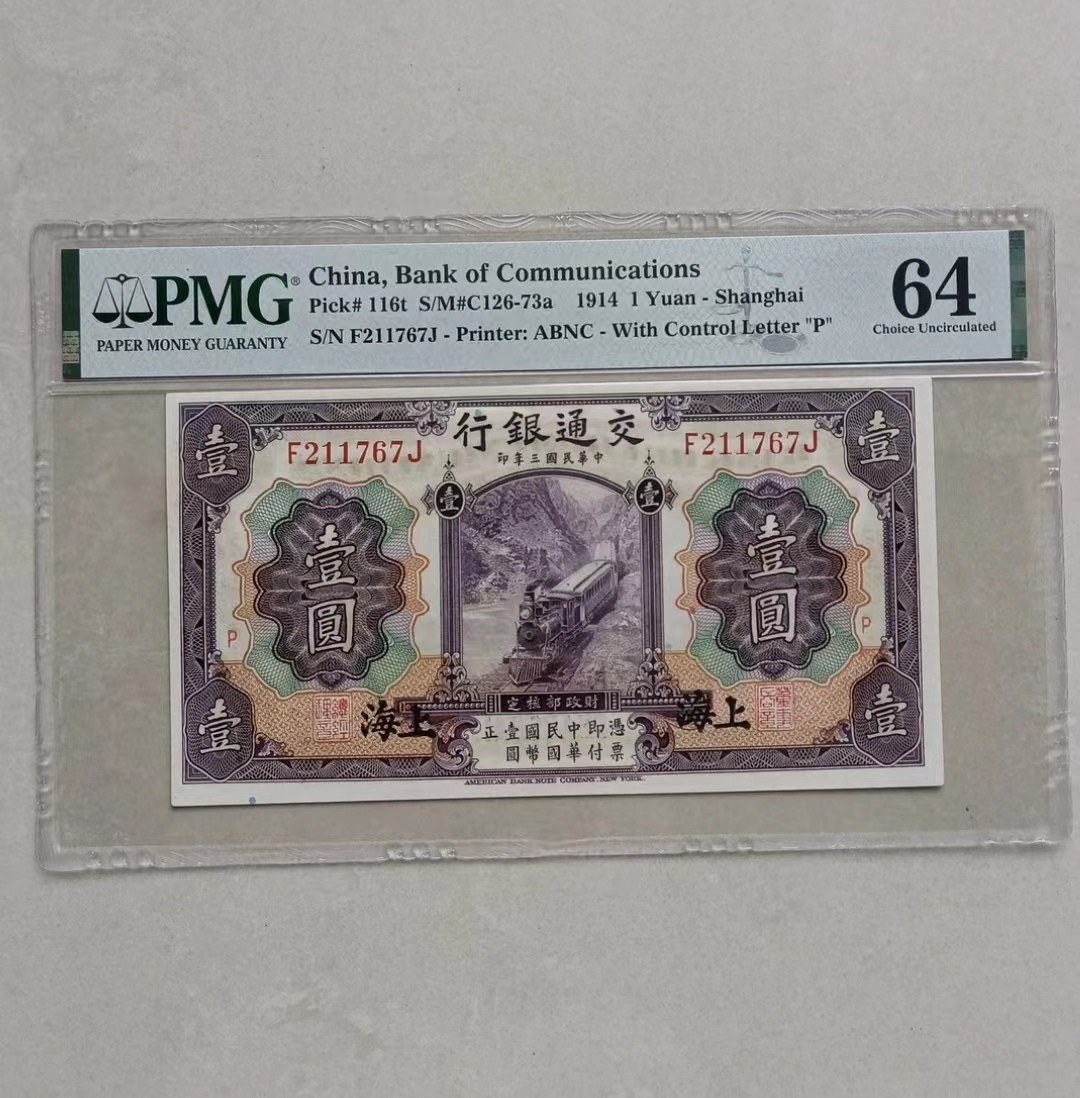 PMG®
PAPER MONEY GUARANTY
China, Bank of Communications
Pick# 116t S/M#C126-73a 1914 1 Yuan - Shanghai
S/N F211767J - Printer: ABNC - With Control Letter "P"
64
Choice Uncirculated
交通銀行
中華民國三年印
壹
壹
F211767J
F211767J
壹
壹
壹圓
壹圓
P
P
財政部核定
上海
上海
憑票即付中華民國國幣壹圓正
壹
壹
AMERICAN BANK NOTE COMPANY, NEW YORK.